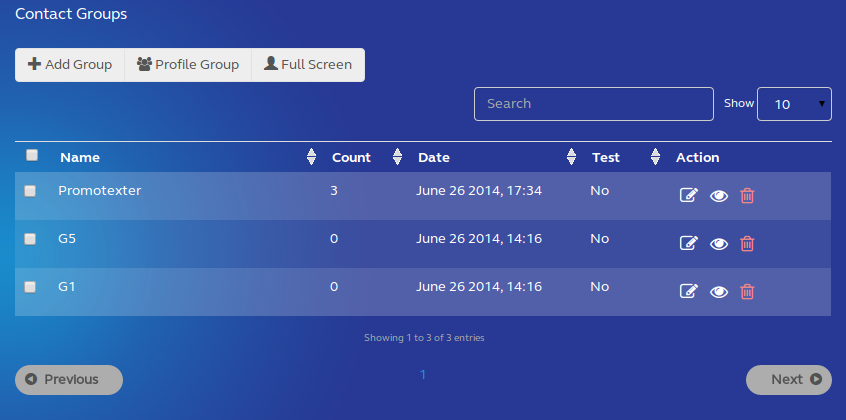 Contact Groups
Add Group Profile Group Full Screen
Search Show 10
Name Count Date Test Action
Promotexter 3 June 26 2014, 17:34 No
G5 0 June 26 2014, 14:16 No
G1 0 June 26 2014, 14:16 No
Showing 1 to 3 of 3 entries
Previous 1 Next